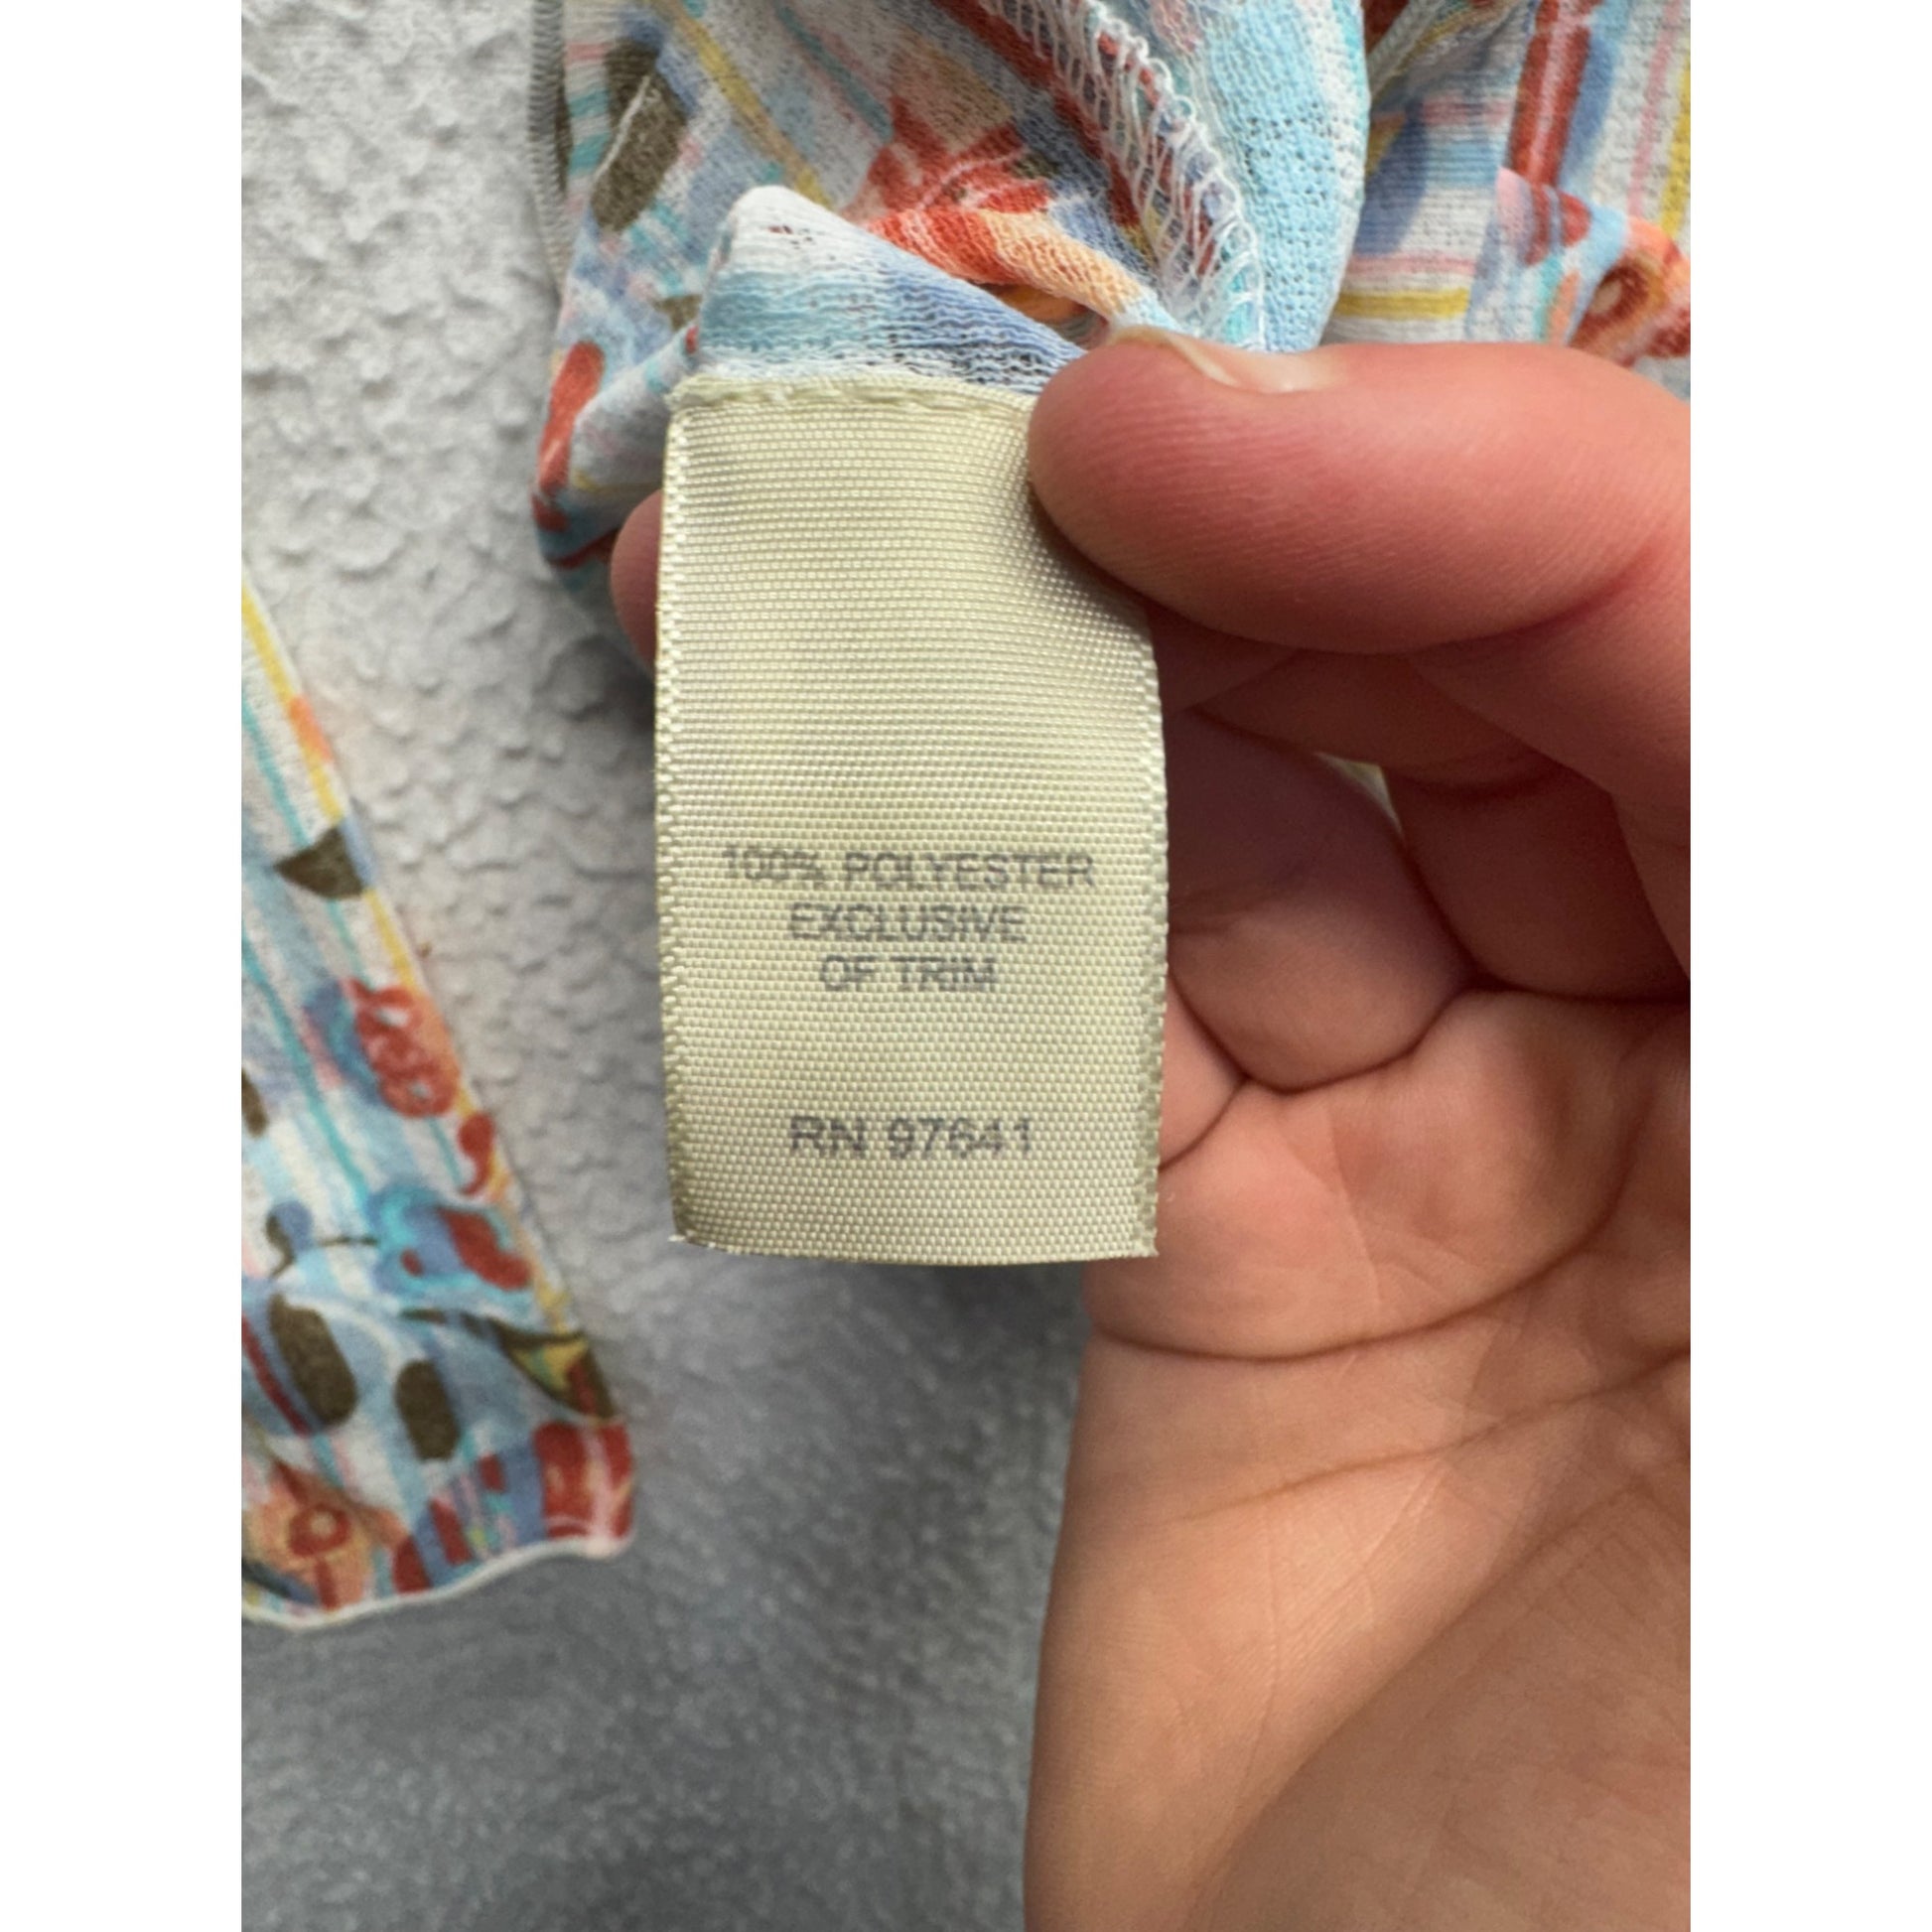 100% POLYESTER
EXCLUSIVE
OF TRIM
RN 97641